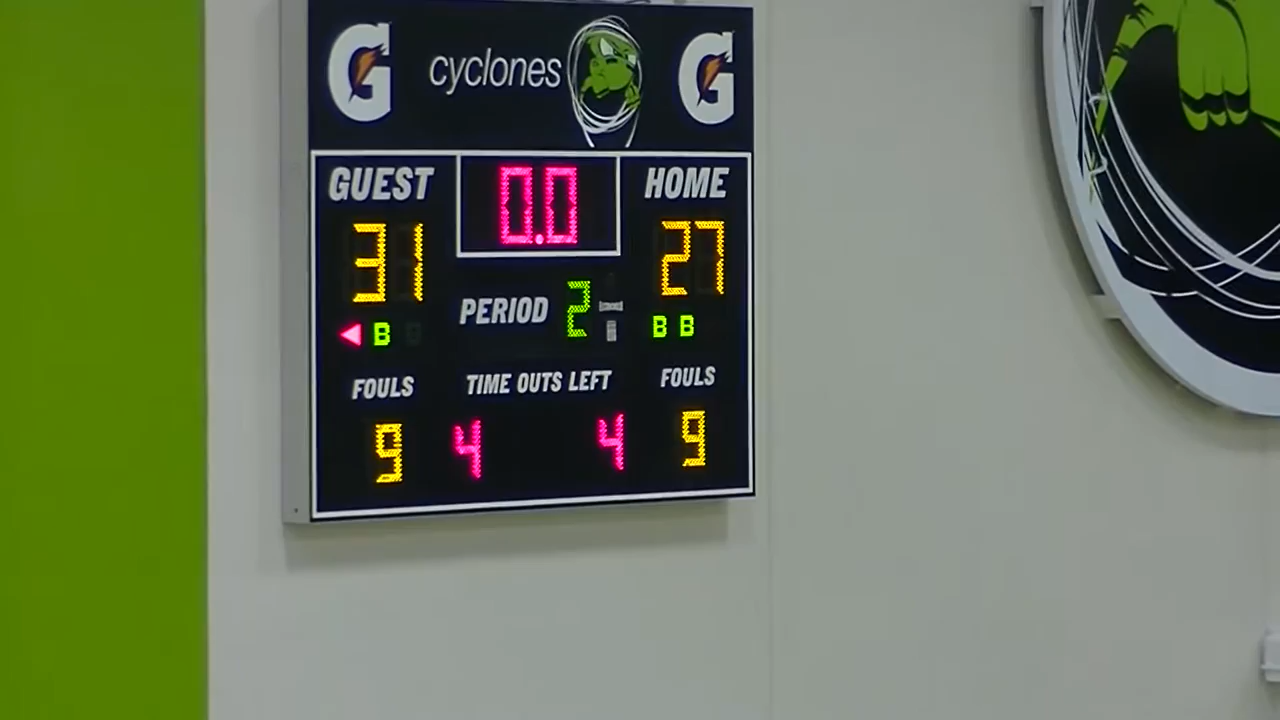 G cyclones G
GUEST 0.0 HOME
31 27
PERIOD 2
B B B
FOULS TIME OUTS LEFT FOULS
9 4 4 9